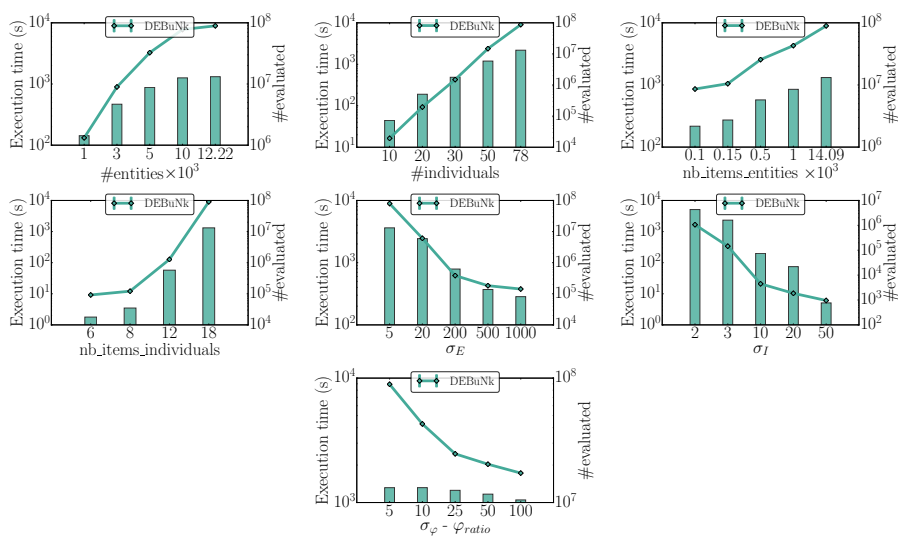 DEBuNk
Execution time (s)
10^4
10^3
10^2
10^8
10^7
10^6
#evaluated
1 3 5 10 12.22
#entities×10^3
DEBuNk
Execution time (s)
10^4
10^3
10^2
10^1
10^8
10^7
10^6
10^5
10^4
#evaluated
10 20 30 50 78
#individuals
DEBuNk
Execution time (s)
10^4
10^3
10^2
10^8
10^7
10^6
#evaluated
0.1 0.15 0.5 1 14.09
nb_items_entities ×10^3
DEBuNk
Execution time (s)
10^4
10^3
10^2
10^1
10^0
10^8
10^7
10^6
10^5
10^4
#evaluated
6 8 12 18
nb_items_individuals
DEBuNk
Execution time (s)
10^4
10^3
10^2
10^8
10^7
10^6
10^5
10^4
#evaluated
5 20 200 500 1000
σ_E
DEBuNk
Execution time (s)
10^4
10^3
10^2
10^1
10^0
10^7
10^6
10^5
10^4
10^3
10^2
#evaluated
2 3 10 20 50
σ_I
DEBuNk
Execution time (s)
10^4
10^3
10^8
10^7
#evaluated
5 10 25 50 100
σ_φ - φ_ratio